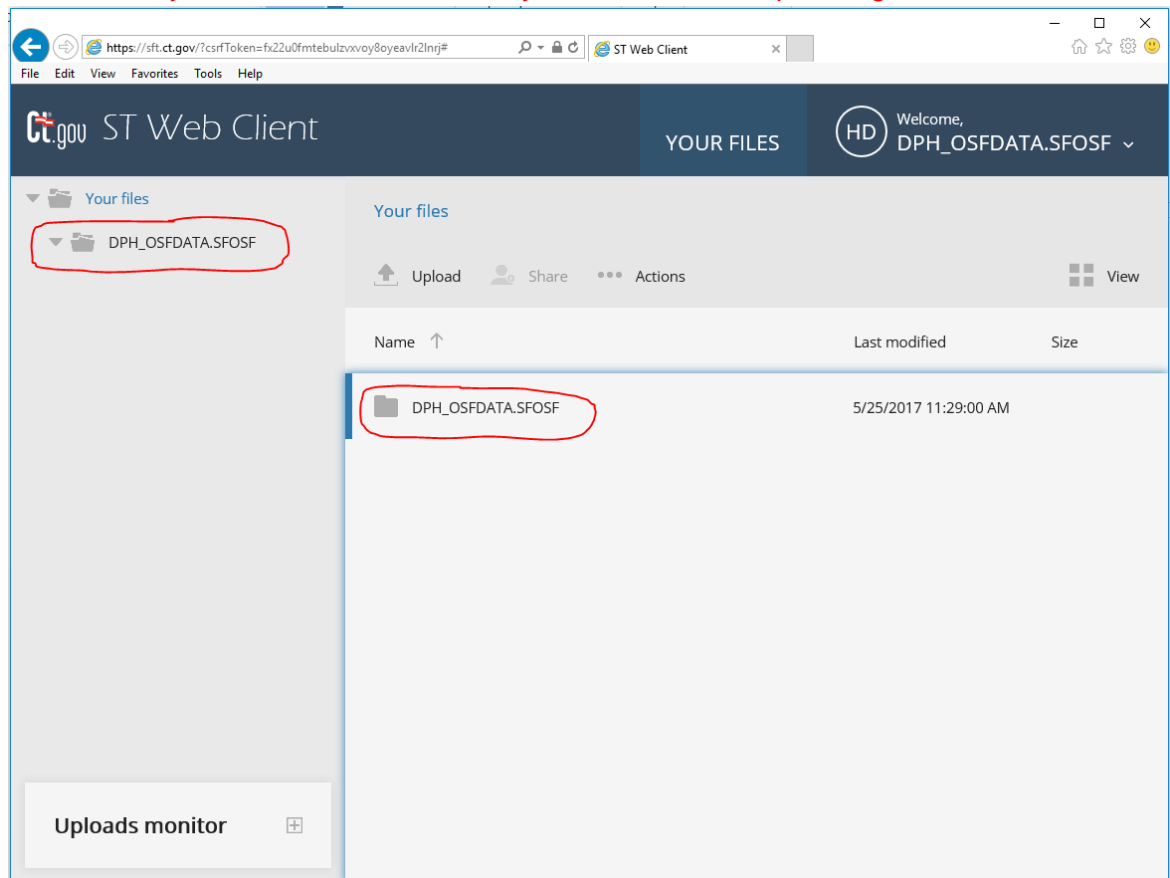 https://sft.ct.gov/?csrfToken=fx22u0fmtebulzvxvoy8oyeavlr2lnrj#
ST Web Client
File Edit View Favorites Tools Help
Ct.gov ST Web Client
YOUR FILES
HD
Welcome,
DPH_OSFDATA.SFOSF
Your files
DPH_OSFDATA.SFOSF
Your files
Upload Share Actions View
Name Last modified Size
DPH_OSFDATA.SFOSF 5/25/2017 11:29:00 AM
Uploads monitor